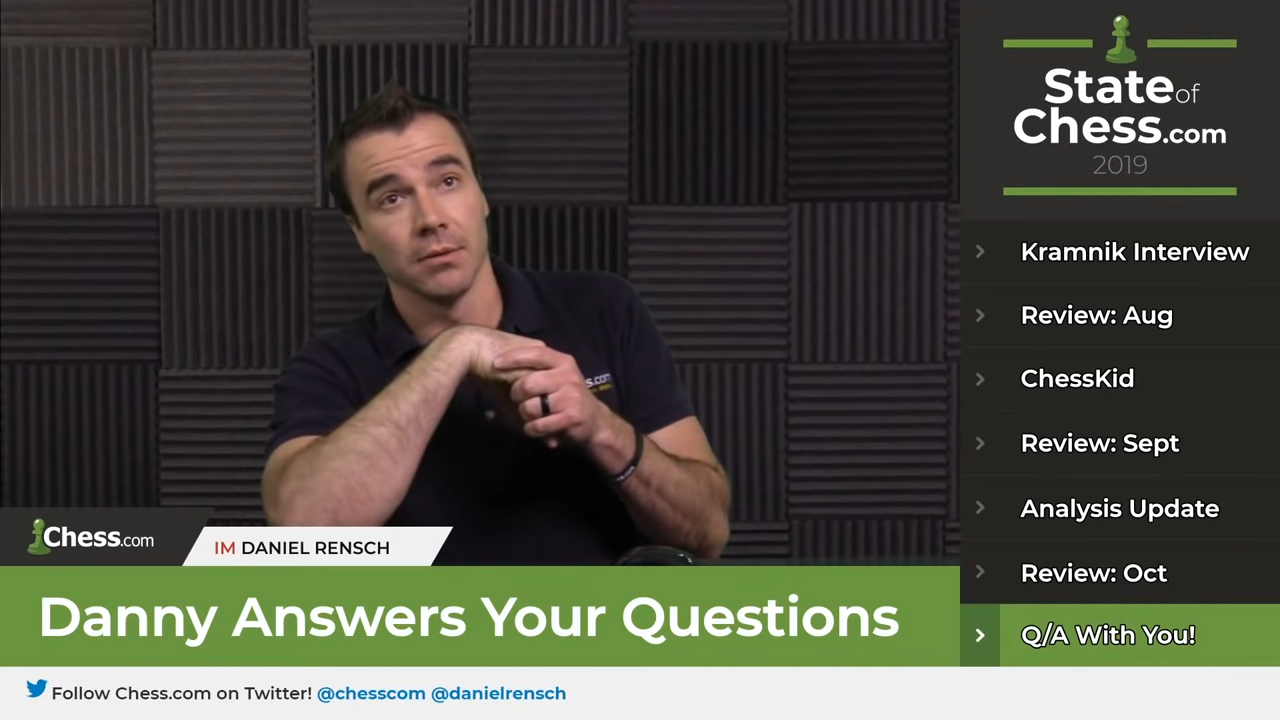 State of
Chess.com
2019
Kramnik Interview
Review: Aug
ChessKid
Review: Sept
Analysis Update
Review: Oct
Q/A With You!
s.com
Chess.com
IM DANIEL RENSCH
Danny Answers Your Questions
Follow Chess.com on Twitter! @chesscom @danielrensch